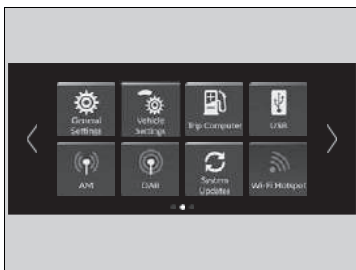 General
Settings
Vehicle
Settings
Trip Computer
USB
AM
DAB
System
Updates
Wi-Fi Hotspot